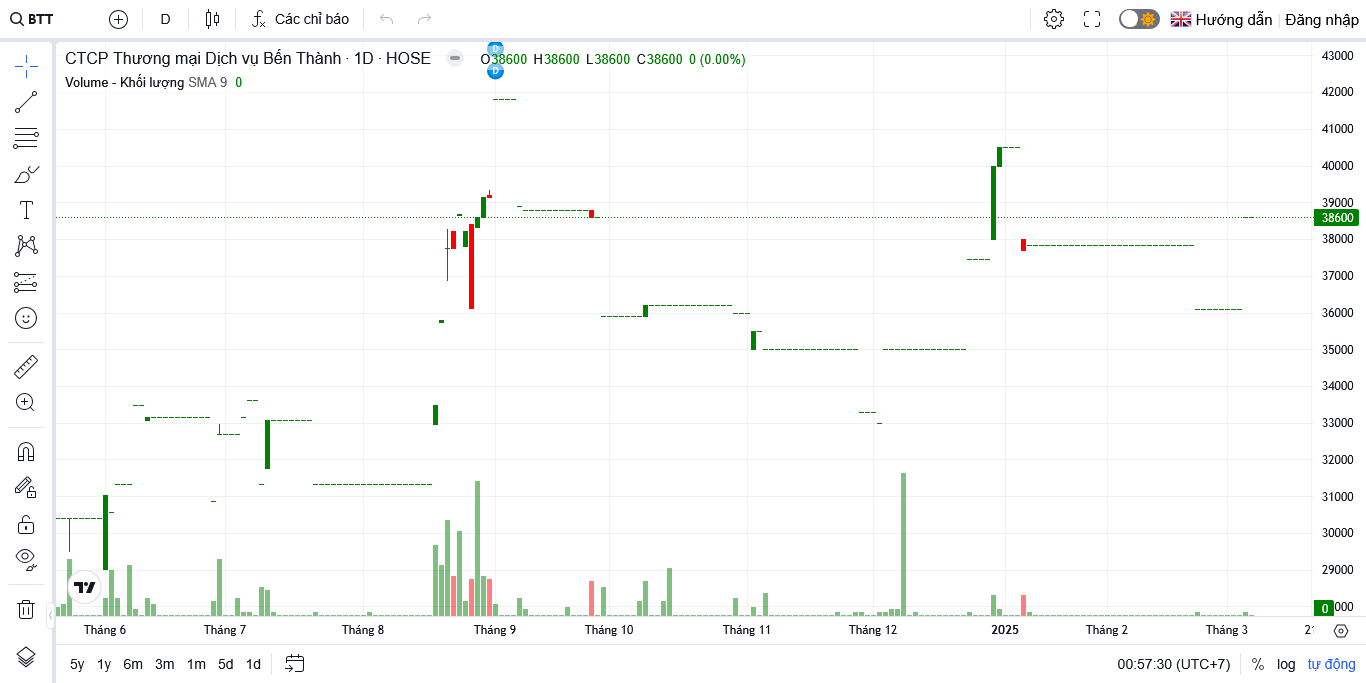 BTT
D
Các chỉ báo
Hướng dẫn
Đăng nhập
CTCP Thương mại Dịch vụ Bến Thành · 1D · HOSE
D
O38600 H38600 L38600 C38600 0 (0.00%)
D
Volume - Khối lượng SMA 9 0
43000
42000
41000
40000
39000
38600
38000
37000
36000
35000
34000
33000
32000
31000
30000
29000
0
000
Tháng 6
Tháng 7
Tháng 8
Tháng 9
Tháng 10
Tháng 11
Tháng 12
2025
Tháng 2
Tháng 3
5y 1y 6m 3m 1m 5d 1d
00:57:30 (UTC+7)
%
log
tự động